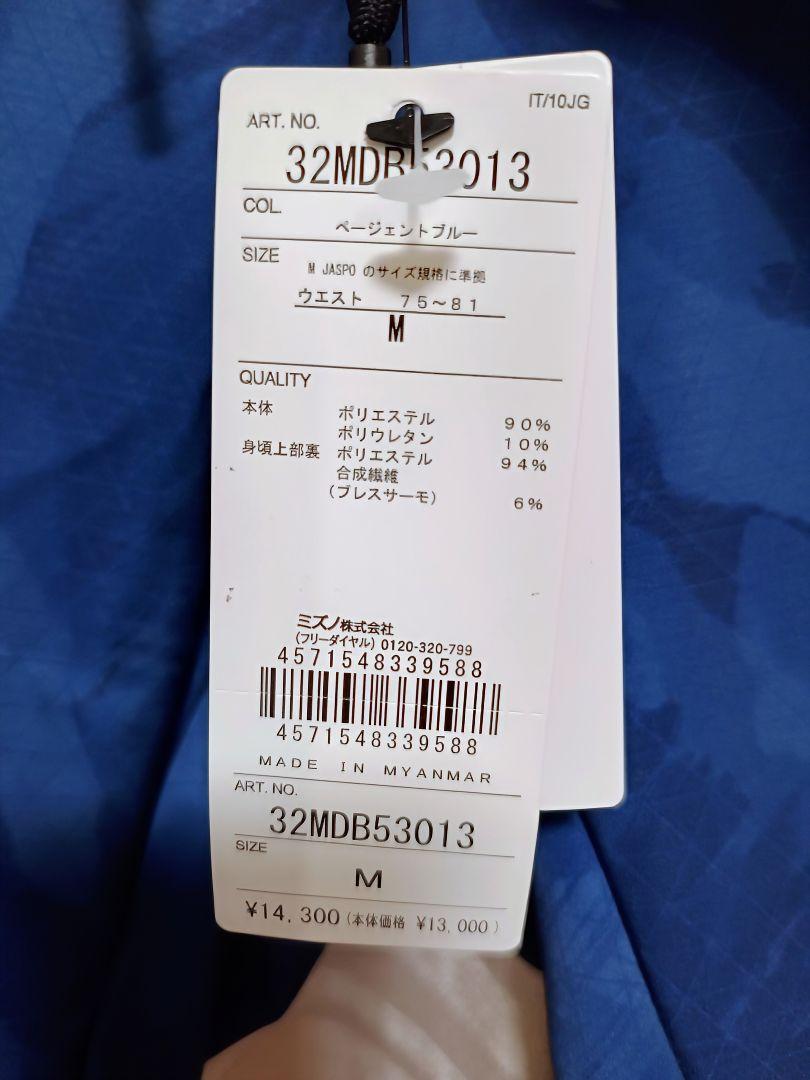 IT/10JG
ART. NO.
32MDB53013
COL.
ページェントブルー
SIZE
M JASPO のサイズ規格に準拠
ウエスト 75~81
M
QUALITY
本体 ポリエステル 90%
ポリウレタン 10%
身頃上部裏 ポリエステル 94%
合成繊維
(ブレスサーモ) 6%
ミズノ株式会社
(フリーダイヤル) 0120-320-799
4571548339588
4571548339588
MADE IN MYANMAR
ART. NO.
32MDB53013
SIZE
M
¥14,300 (本体価格 ¥13,000)